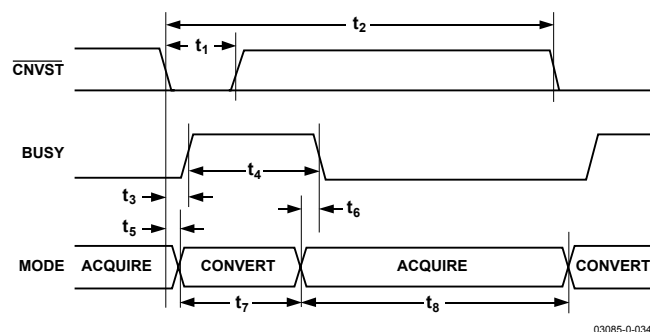 t2
t1
CNVST
BUSY
t4
t3
t6
t5
MODE ACQUIRE CONVERT ACQUIRE CONVERT
t7 t8
03085-0-034